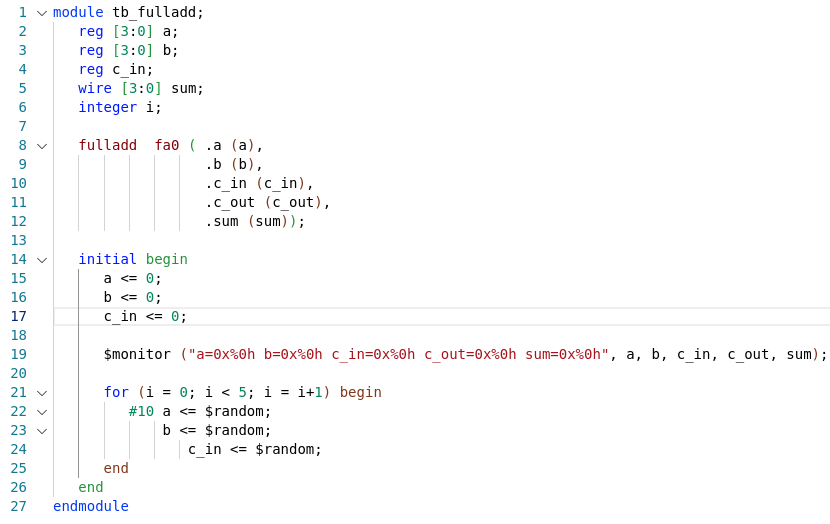 1 module tb_fulladd;
2 reg [3:0] a;
3 reg [3:0] b;
4 reg c_in;
5 wire [3:0] sum;
6 integer i;
7
8 fulladd  fa0 ( .a (a),
9 .b (b),
10 .c_in (c_in),
11 .c_out (c_out),
12 .sum (sum));
13
14 initial begin
15 a <= 0;
16 b <= 0;
17 c_in <= 0;
18
19 $monitor ("a=0x%0h b=0x%0h c_in=0x%0h c_out=0x%0h sum=0x%0h", a, b, c_in, c_out, sum);
20
21 for (i = 0; i < 5; i = i+1) begin
22 #10 a <= $random;
23 b <= $random;
24 c_in <= $random;
25 end
26 end
27 endmodule